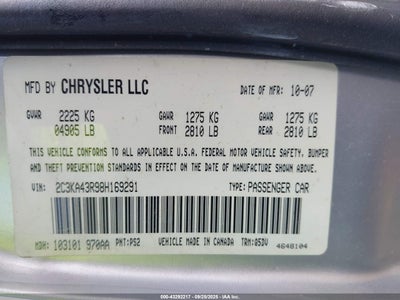 MFD BY CHRYSLER LLC DATE OF MFR 10-07
GVWR 2225 KG GAWR 1275 KG GAWR 1275 KG
04905 LB FRONT 2810 LB REAR 2810 LB
THIS VEHICLE CONFORMS TO ALL APPLICABLE U.S.A. FEDERAL MOTOR VEHICLE SAFETY, BUMPER
AND THEFT PREVENTION STANDARDS IN EFFECT ON THE DATE OF MANUFACTURE SHOWN ABOVE.
VIN: 2C3KA43R98H169291 TYPE: PASSENGER CAR
MDH: 103101 970AA PNT: PS2 VEHICLE MADE IN CANADA TRM: G5DV 4648104
000-43292217 - 09/29/2025 - IAA Inc.